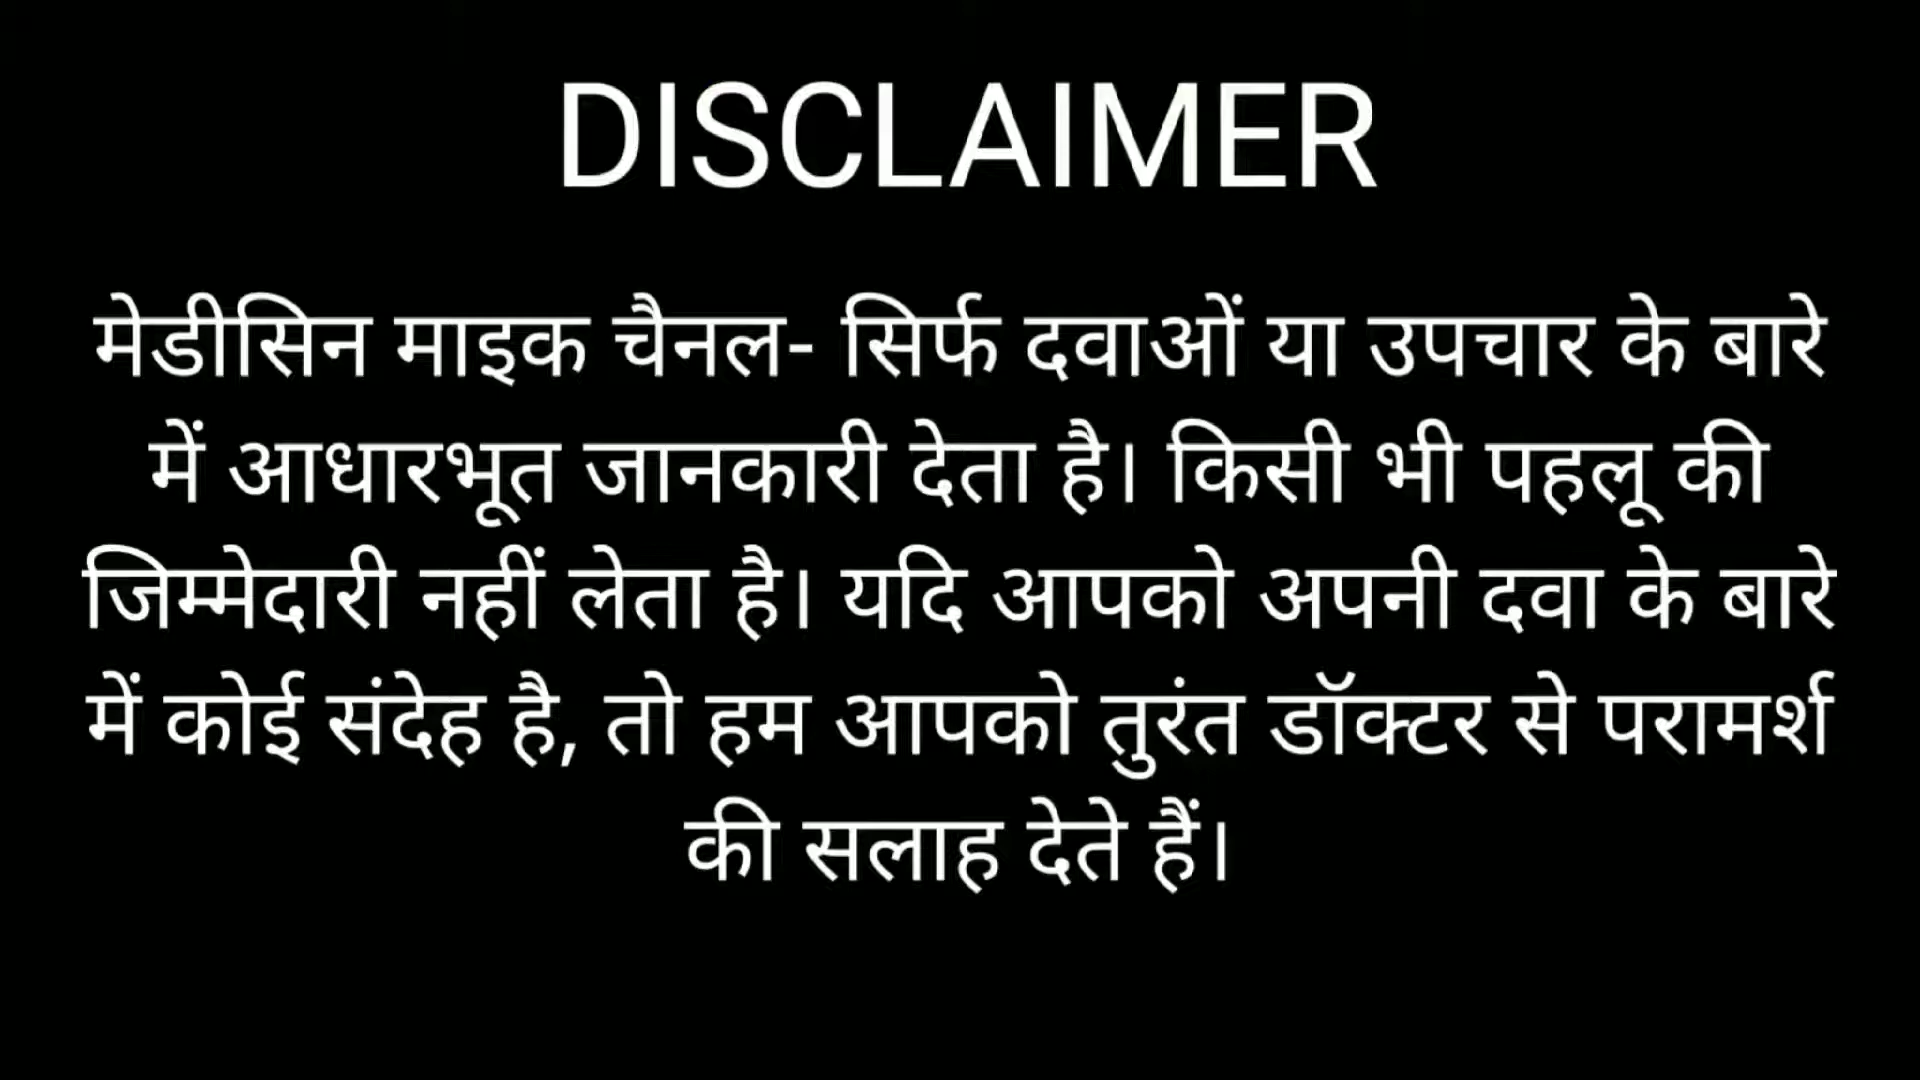 DISCLAIMER
मेडीसिन माइक चैनल- सिर्फ दवाओं या उपचार के बारे
में आधारभूत जानकारी देता है। किसी भी पहलू की
जिम्मेदारी नहीं लेता है। यदि आपको अपनी दवा के बारे
में कोई संदेह है, तो हम आपको तुरंत डॉक्टर से परामर्श
की सलाह देते हैं।